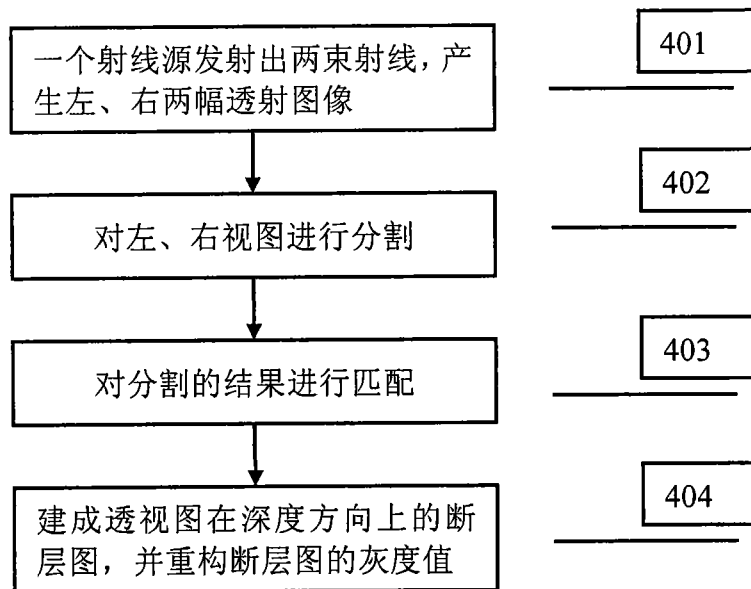 一个射线源发射出两束射线，产
生左、右两幅透射图像
401
对左、右视图进行分割
402
对分割的结果进行匹配
403
建成透视图在深度方向上的断
层图，并重构断层图的灰度值
404